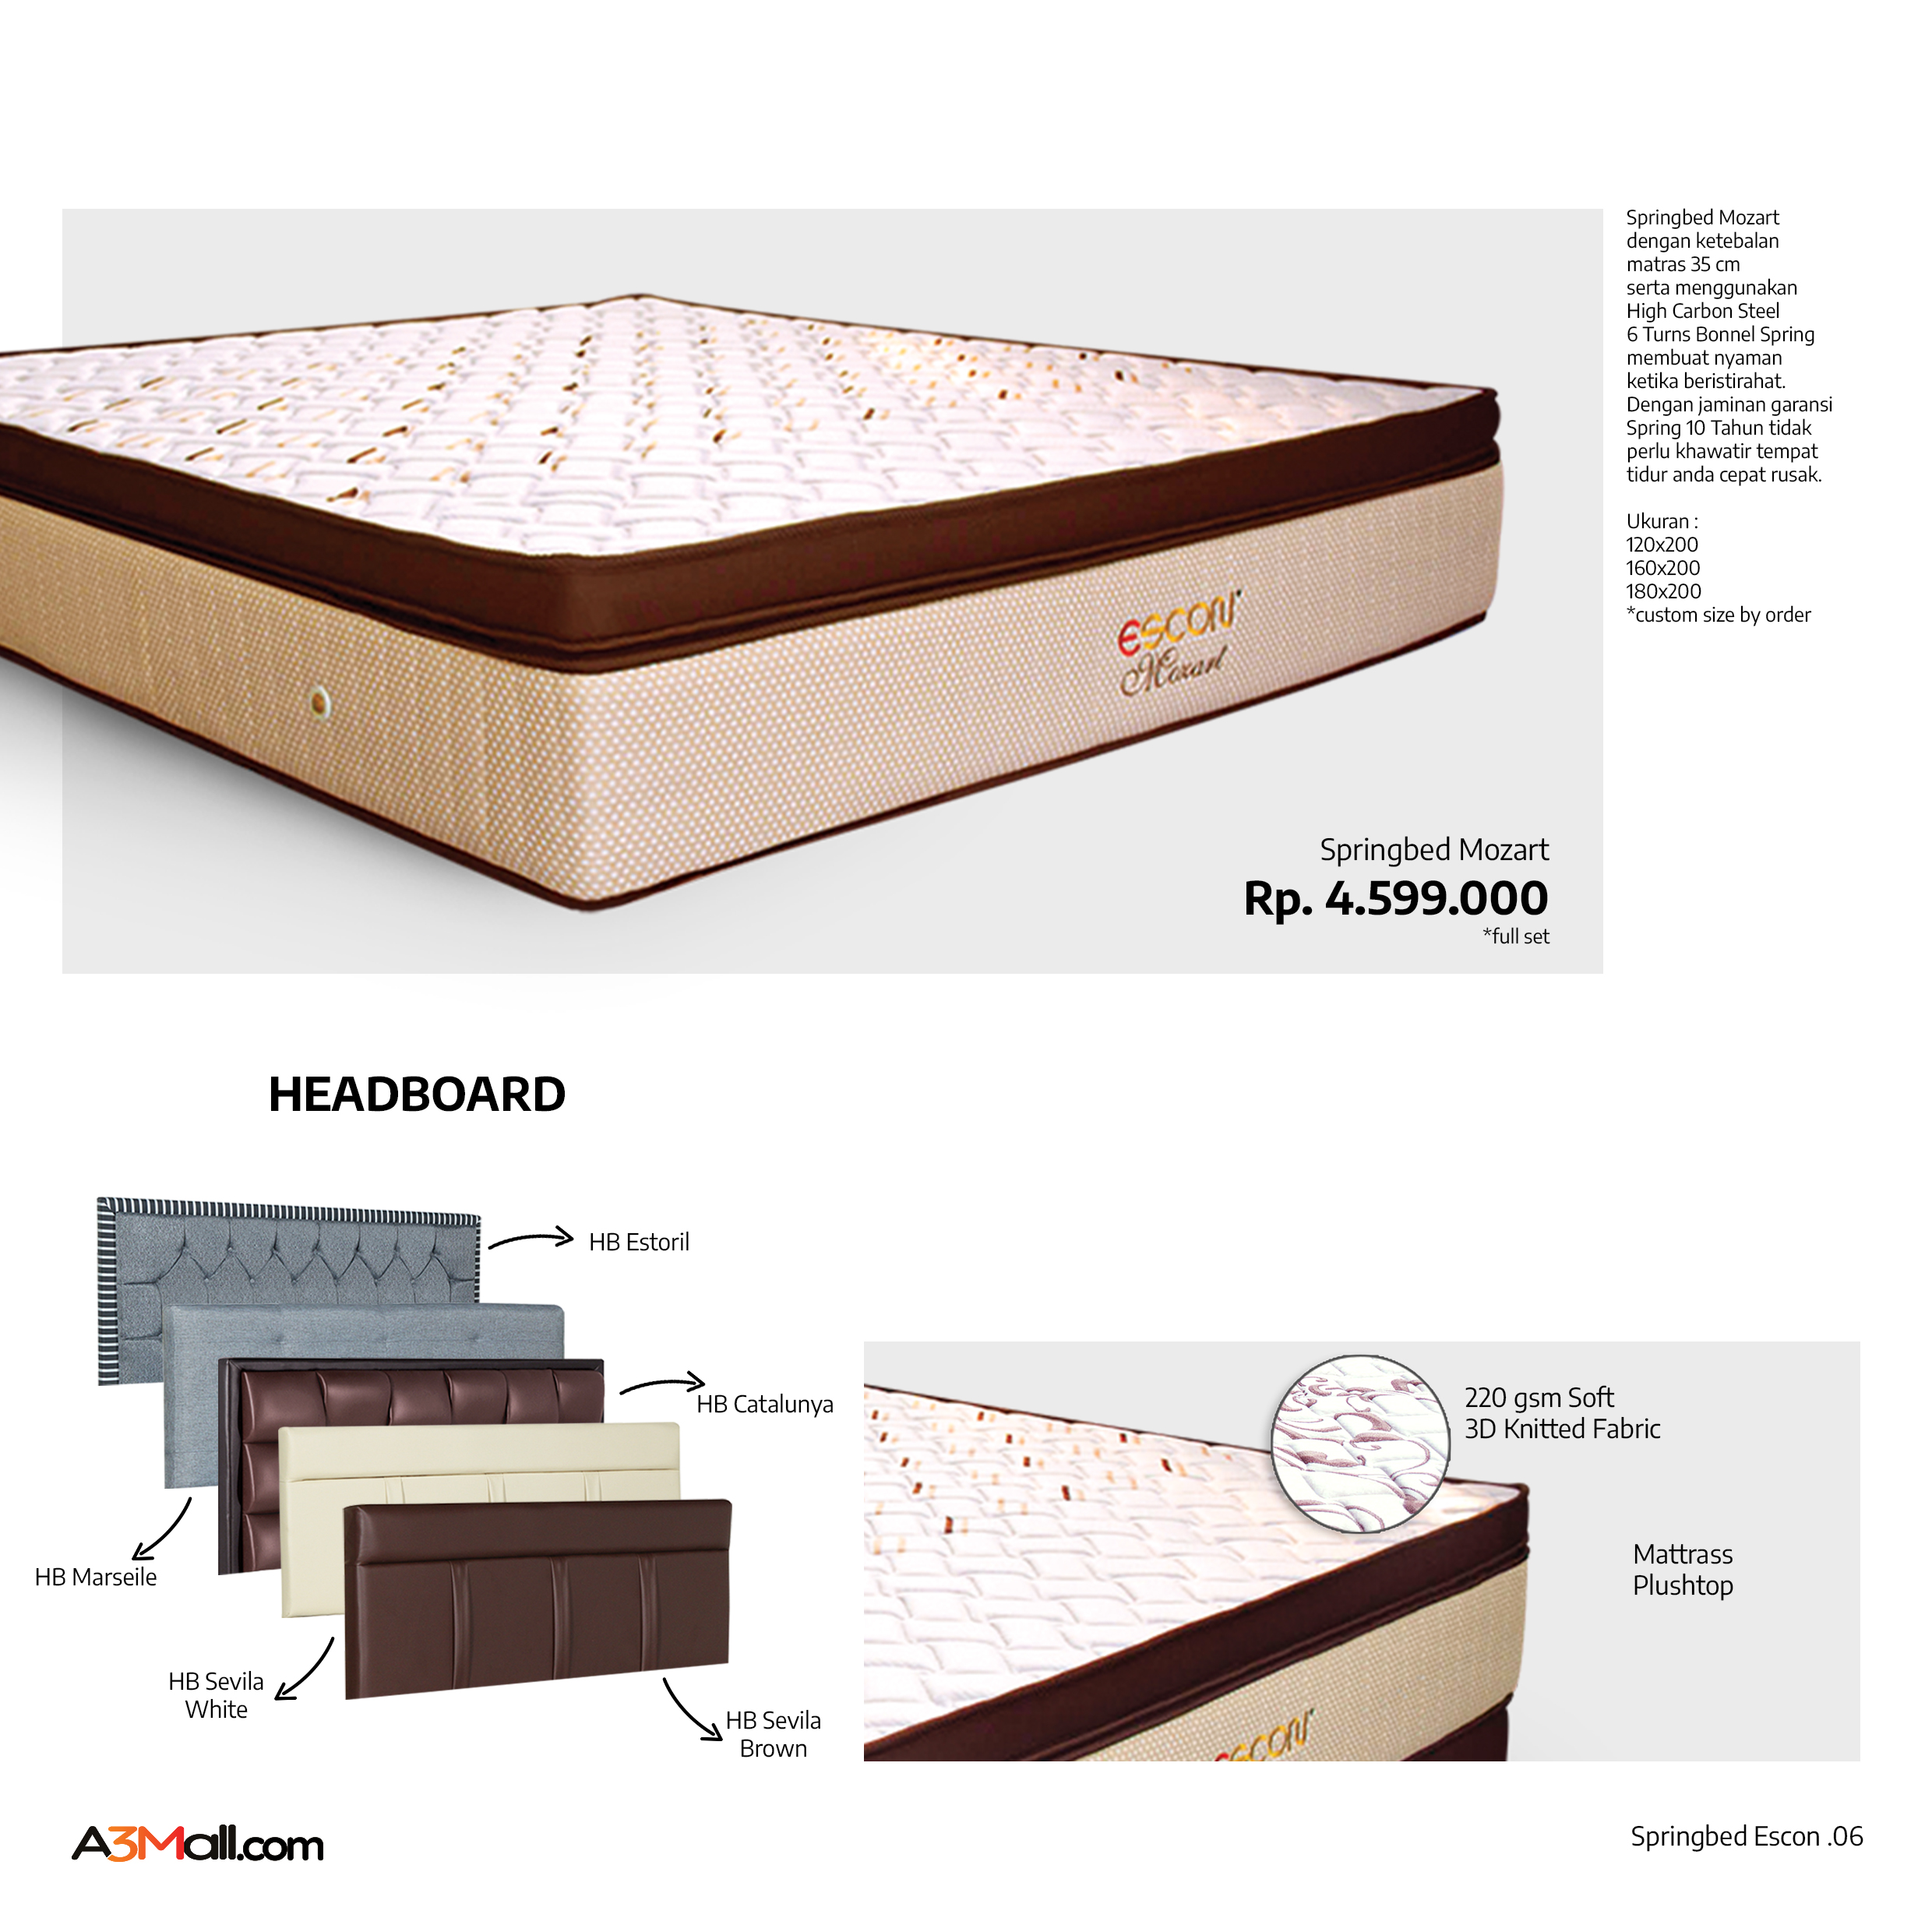 Springbed Mozart
dengan ketebalan
matras 35 cm
serta menggunakan
High Carbon Steel
6 Turns Bonnel Spring
membuat nyaman
ketika beristirahat.
Dengan jaminan garansi
Spring 10 Tahun tidak
perlu khawatir tempat
tidur anda cepat rusak.
Ukuran :
120x200
160x200
180x200
*custom size by order
escon
Mozart
Springbed Mozart
Rp. 4.599.000
*full set
HEADBOARD
HB Estoril
HB Catalunya
HB Marseile
HB Sevila
White
HB Sevila
Brown
220 gsm Soft
3D Knitted Fabric
Mattrass
Plushtop
escon
A3Mall.com
Springbed Escon .06